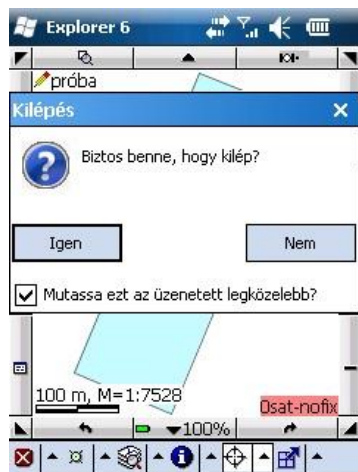 Explorer 6
próba
Kilépés
Biztos benne, hogy kilép?
Igen
Nem
Mutassa ezt az üzenetett legközelebb?
100 m, M=1:7528
0sat-nofix
100%